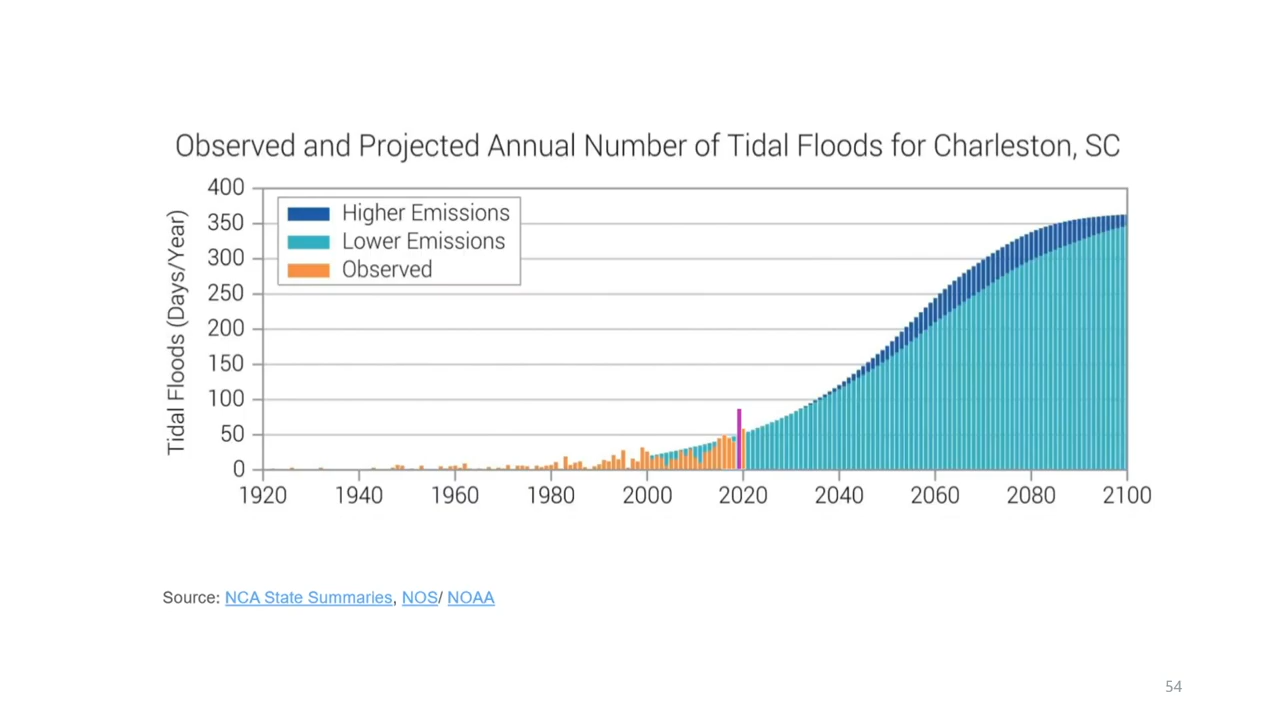 Observed and Projected Annual Number of Tidal Floods for Charleston, SC
Tidal Floods (Days/Year)
400
350
300
250
200
150
100
50
0
Higher Emissions
Lower Emissions
Observed
1920 1940 1960 1980 2000 2020 2040 2060 2080 2100
Source: NCA State Summaries, NOS/ NOAA
54